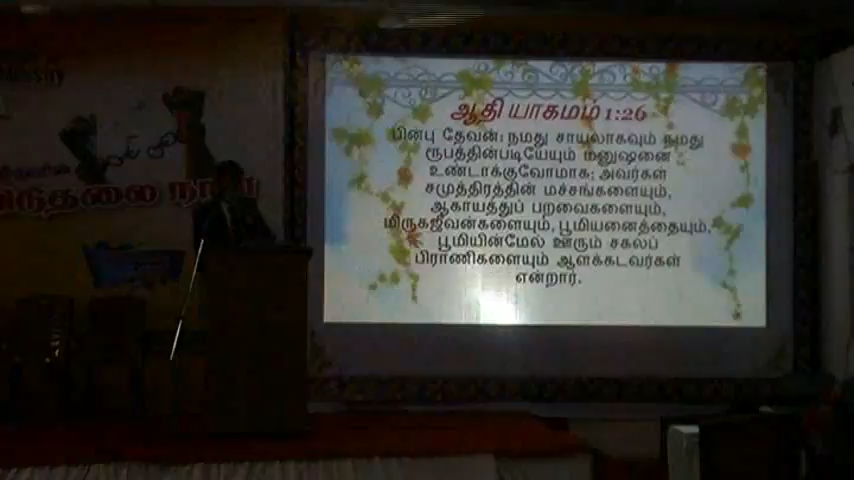 ஆதி யாகமம் 1:26
பின்பு தேவன்: நமது சாயலாகவும் நமது
ரூபத்தின்படியேயும் மனுஷனை
உண்டாக்குவோமாக; அவர்கள்
சமுத்திரத்தின் மச்சங்களையும்,
ஆகாயத்துப் பறவைகளையும்,
மிருகஜீவன்களையும், பூமியனைத்தையும்,
பூமியின்மேல் ஊரும் சகலப்
பிராணிகளையும் ஆளக்கடவர்கள்
என்றார்.
விடுதலை